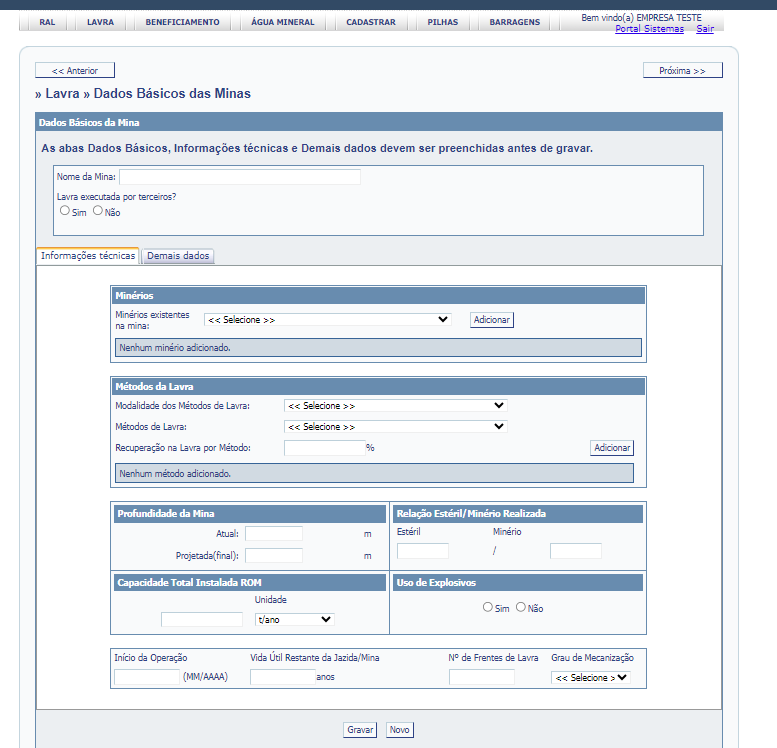 RAL LAVRA BENEFICIAMENTO ÁGUA MINERAL CADASTRAR PILHAS BARRAGENS Bem vindo(a) EMPRESA TESTE
Portal Sistemas Sair
<< Anterior Próxima >>
» Lavra » Dados Básicos das Minas
Dados Básicos da Mina
As abas Dados Básicos, Informações técnicas e Demais dados devem ser preenchidas antes de gravar.
Nome da Mina:
Lavra executada por terceiros?
Sim Não
Informações técnicas Demais dados
Minérios
Minérios existentes
na mina: << Selecione >> Adicionar
Nenhum minério adicionado.
Métodos da Lavra
Modalidade dos Métodos de Lavra: << Selecione >>
Métodos de Lavra: << Selecione >>
Recuperação na Lavra por Método: % Adicionar
Nenhum método adicionado.
Profundidade da Mina Relação Estéril/Minério Realizada
Atual: m Estéril Minério
Projetada(final): m /
Capacidade Total Instalada ROM Uso de Explosivos
Unidade
t/ano Sim Não
Início da Operação Vida Útil Restante da Jazida/Mina Nº de Frentes de Lavra Grau de Mecanização
(MM/AAAA) anos << Selecione >
Gravar Novo